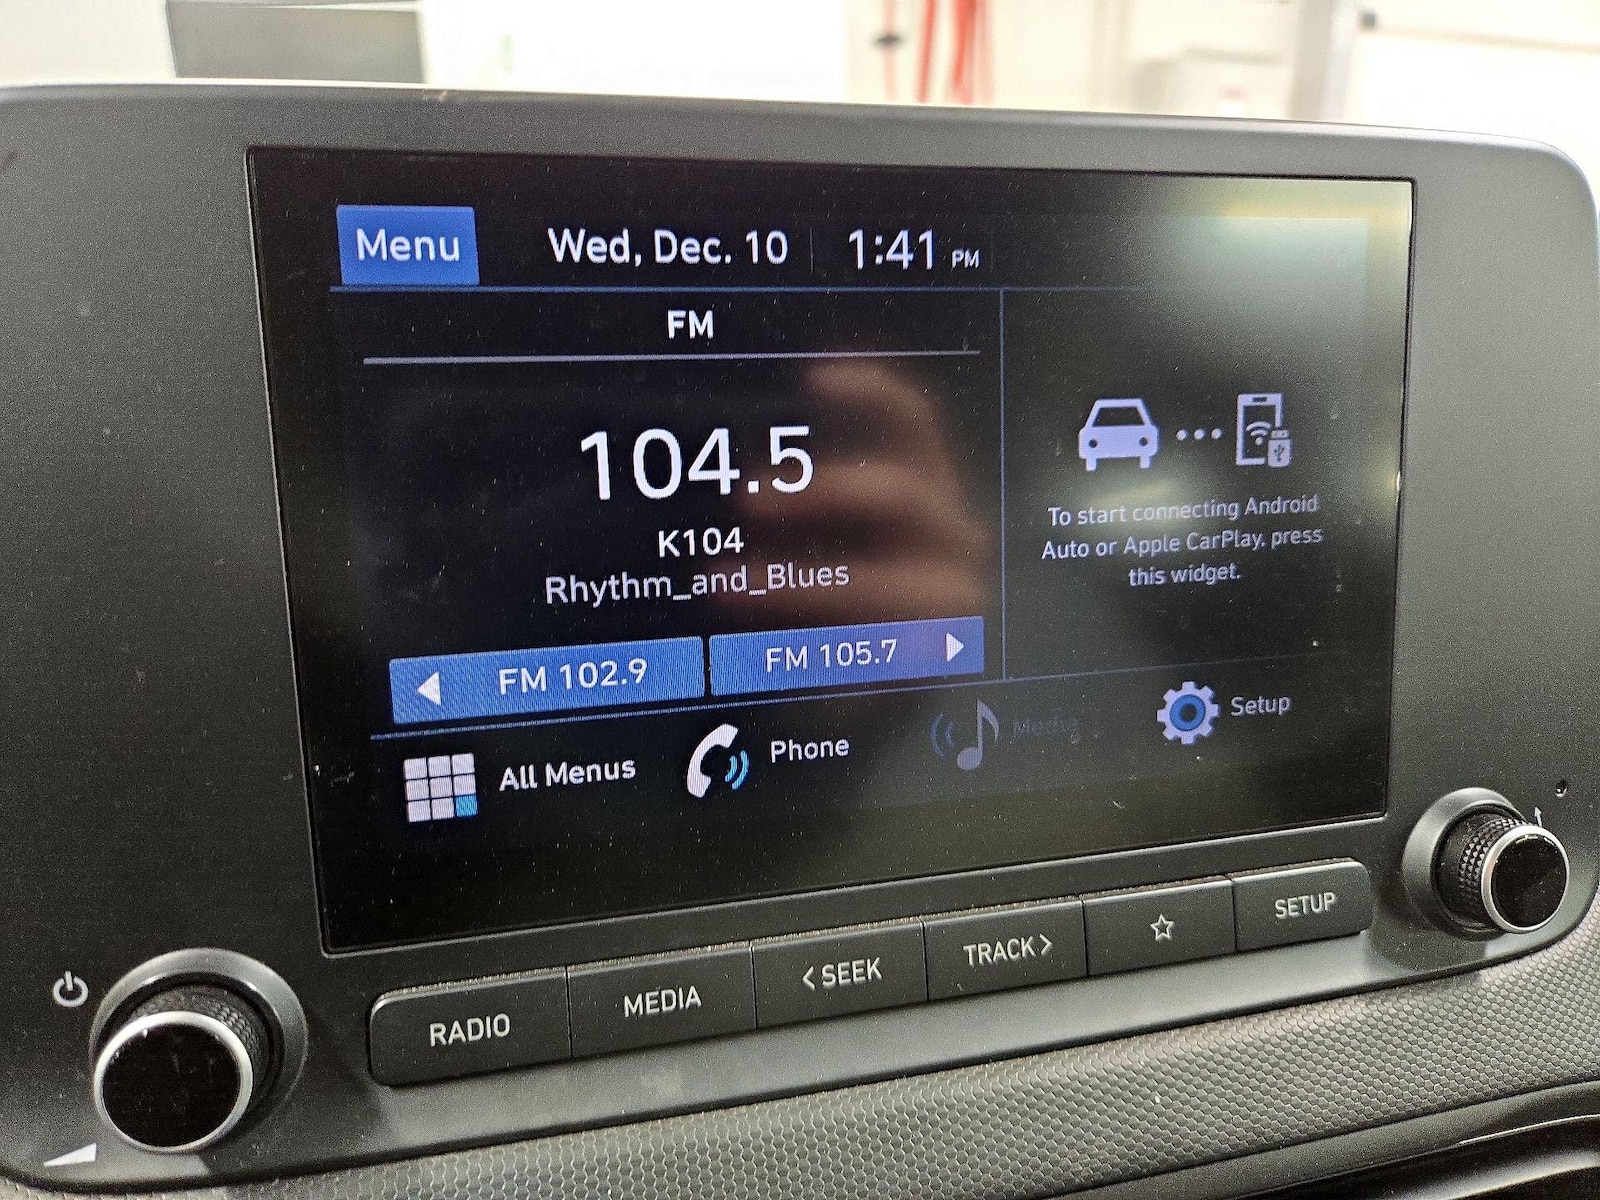 Menu Wed, Dec. 10 1:41 PM
FM
104.5
K104
Rhythm_and_Blues
FM 102.9 FM 105.7
To start connecting Android
Auto or Apple CarPlay, press
this widget.
All Menus Phone Media Setup
RADIO MEDIA <SEEK TRACK> SETUP